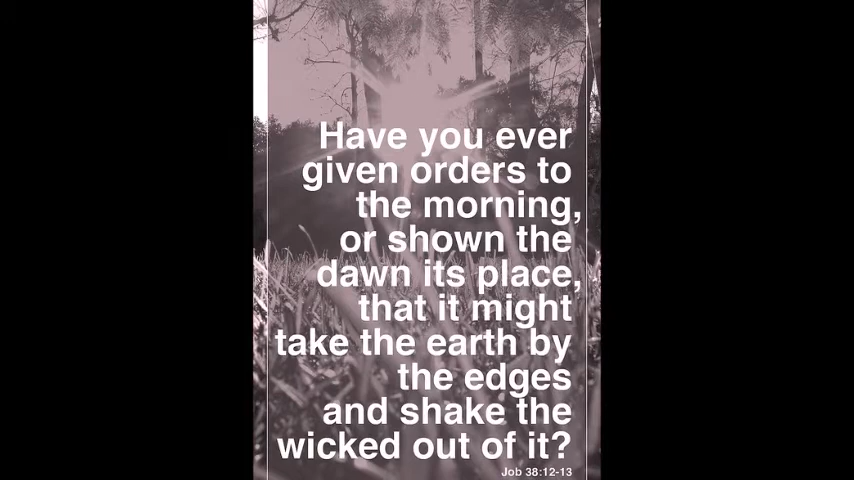 Have you ever
given orders to
the morning,
or shown the
dawn its place,
that it might
take the earth by
the edges
and shake the
wicked out of it?
Job 38:12-13